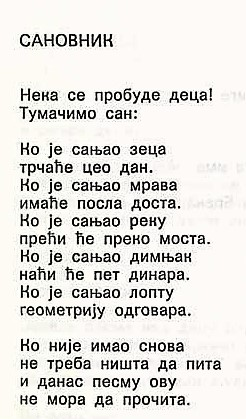 САНОВНИК
Нека се пробуде деца!
Тумачимо сан:
Ко је сањао зеца
трчаће цео дан.
Ко је сањао мрава
имаће посла доста.
Ко је сањао реку
прећи ће преко моста.
Ко је сањао димњак
наћи ће пет динара.
Ко је сањао лопту
геометрију одговара.
Ко није имао снова
не треба ништа да пита
и данас песму ову
не мора да прочита.